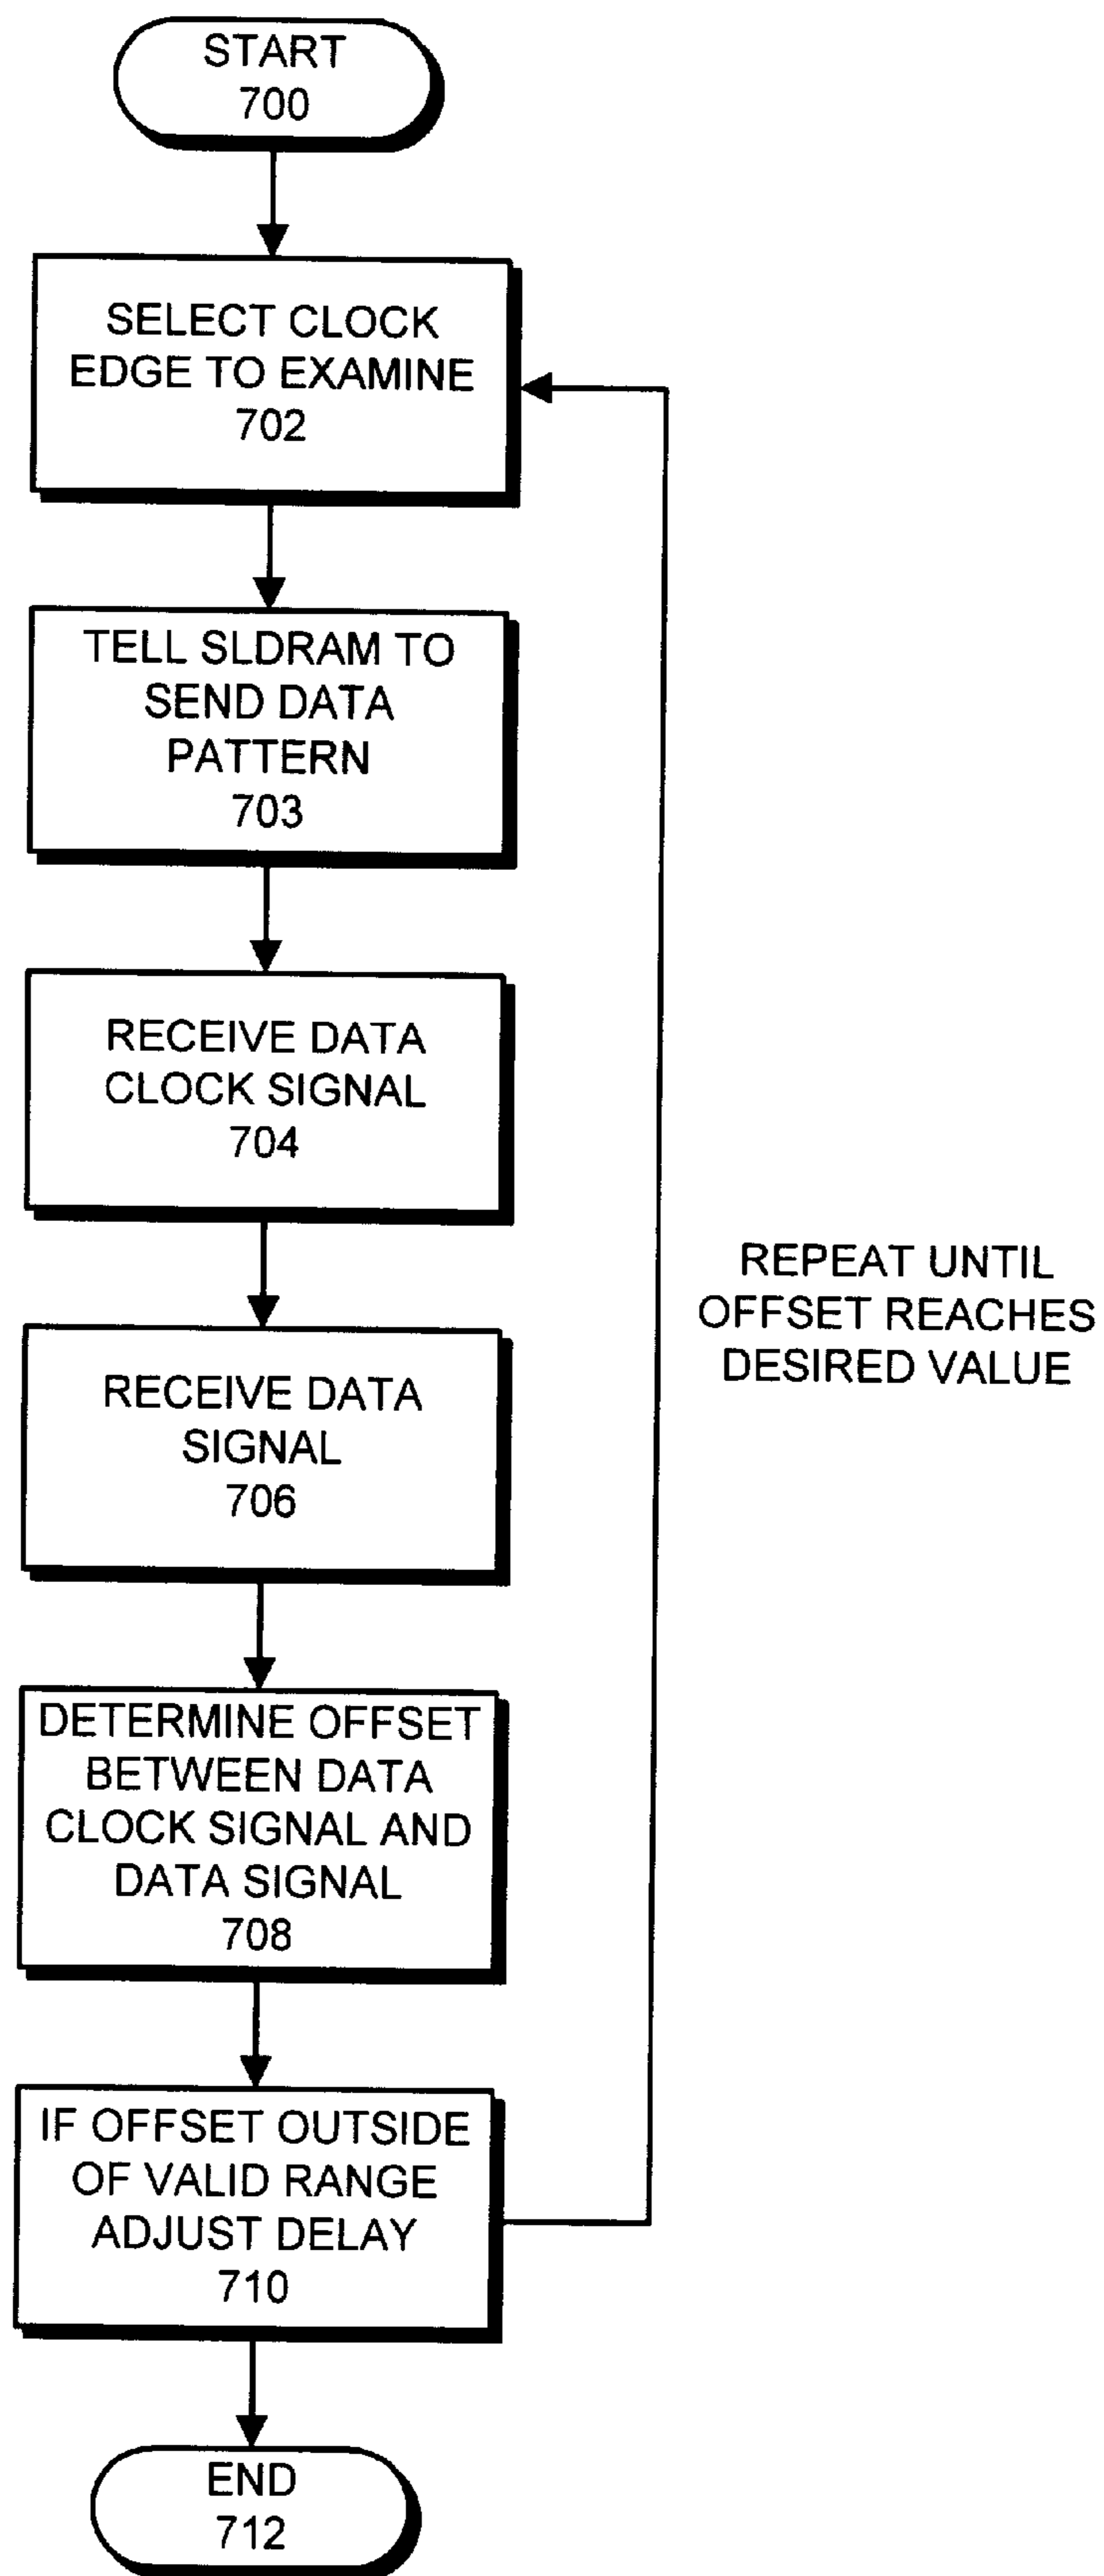 START
700
SELECT CLOCK
EDGE TO EXAMINE
702
TELL SLDRAM TO
SEND DATA
PATTERN
703
RECEIVE DATA
CLOCK SIGNAL
704
REPEAT UNTIL
OFFSET REACHES
DESIRED VALUE
RECEIVE DATA
SIGNAL
706
DETERMINE OFFSET
BETWEEN DATA
CLOCK SIGNAL AND
DATA SIGNAL
708
IF OFFSET OUTSIDE
OF VALID RANGE
ADJUST DELAY
710
END
712